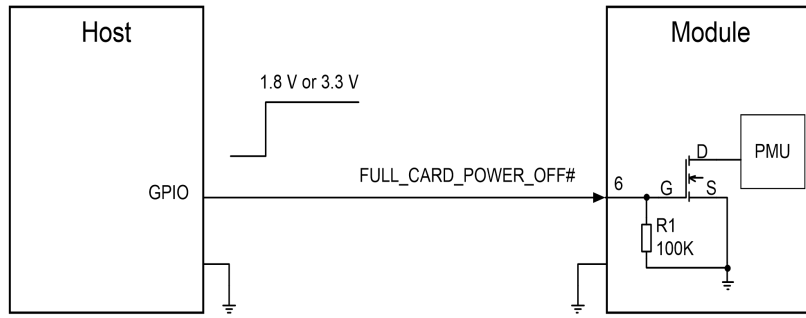 Host
Module
1.8 V or 3.3 V
D
PMU
FULL_CARD_POWER_OFF#
6
G
S
GPIO
R1
100K